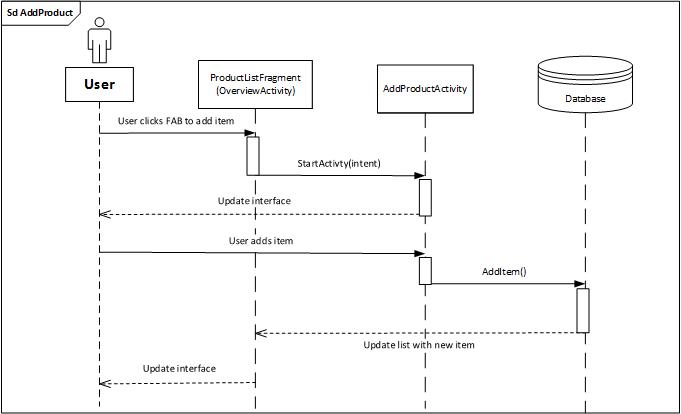 Sd AddProduct
User
ProductListFragment
(OverviewActivity)
AddProductActivity
Database
User clicks FAB to add item
StartActivty(intent)
Update interface
User adds item
AddItem()
Update list with new item
Update interface